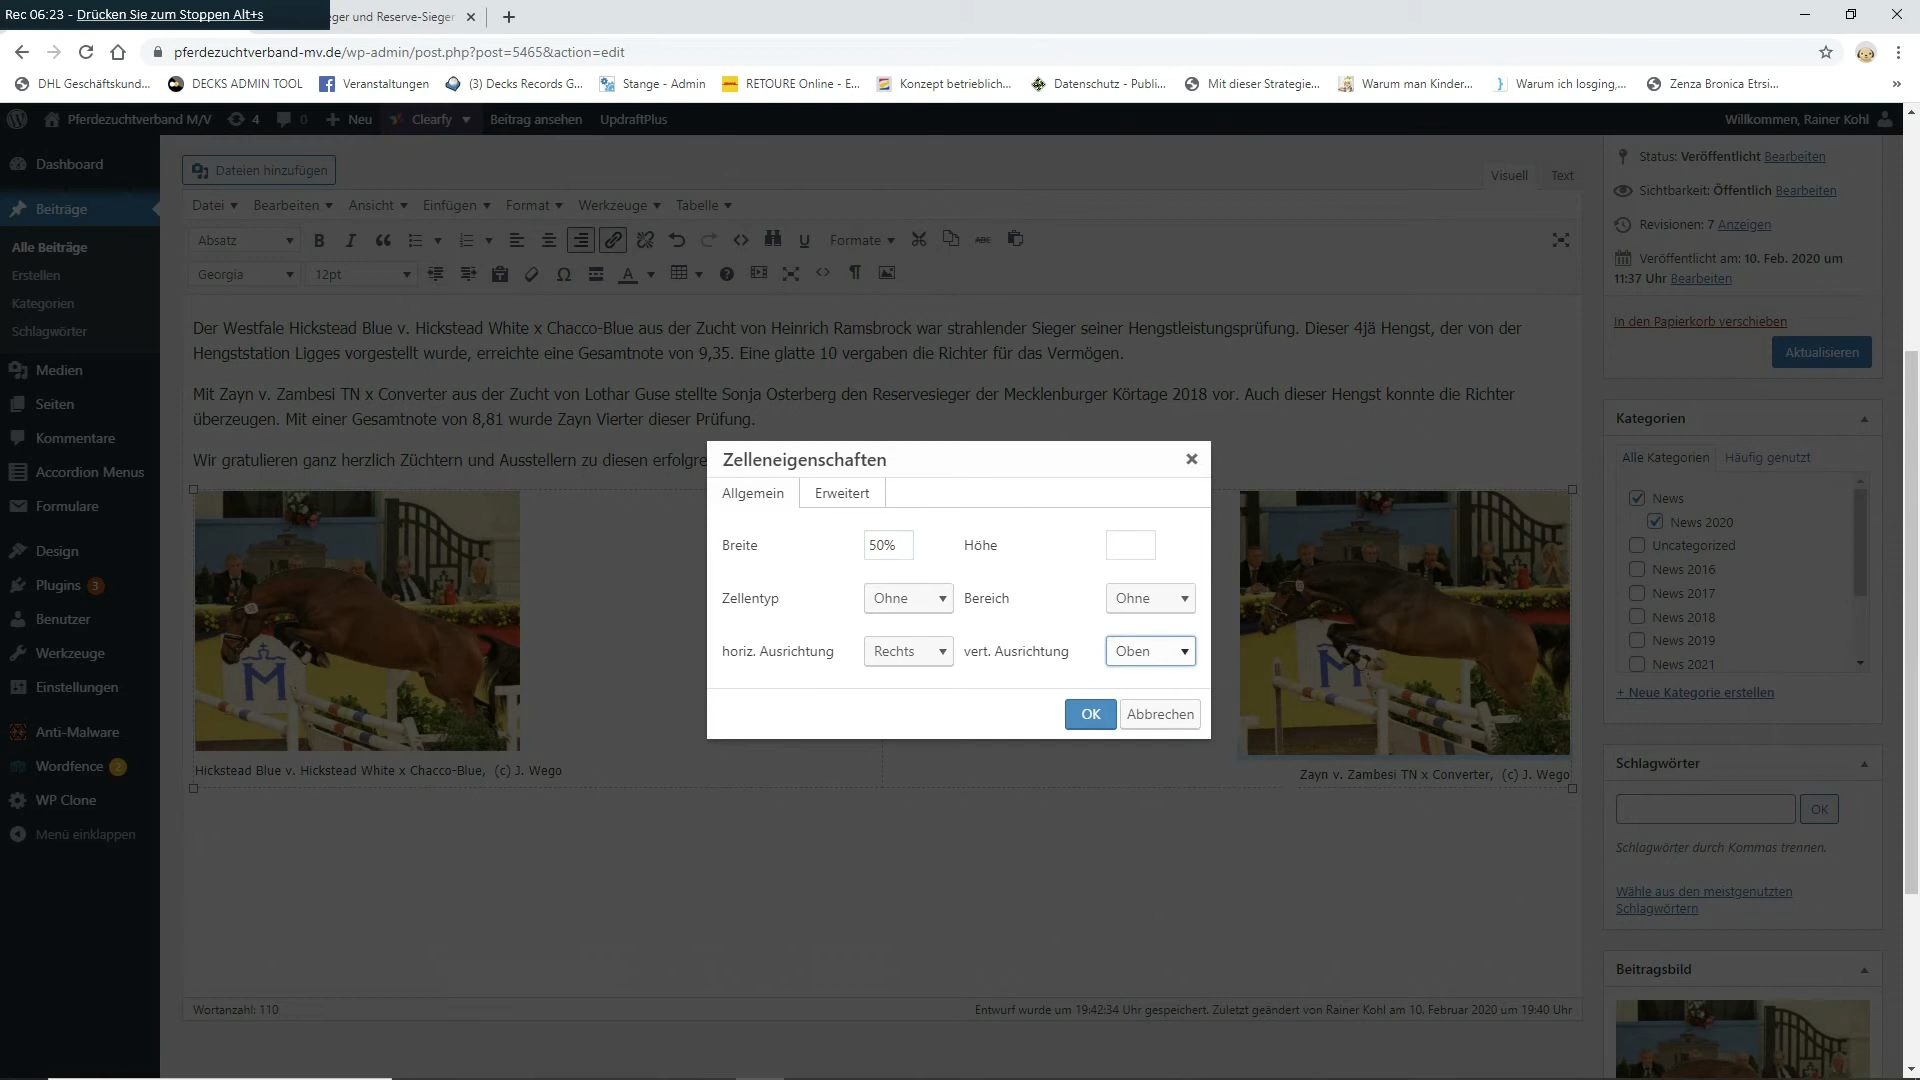 Rec 06:23 - Drücken Sie zum Stoppen Alt+s
eger und Reserve-Sieger
pferdezuchtverband-mv.de/wp-admin/post.php?post=5465&action=edit
DHL Geschäftskund...
DECKS ADMIN TOOL
Veranstaltungen
(3) Decks Records G...
Stange - Admin
RETOURE Online - E...
Konzept betrieblich...
Datenschutz - Publi...
Mit dieser Strategie...
Warum man Kinder...
Warum ich losging,...
Zenza Bronica Etrsi...
»
Pferdezuchtverband M/V
4
0
Neu
Clearfy
Beitrag ansehen
UpdraftPlus
Willkommen, Rainer Kohl
Dashboard
Beiträge
Alle Beiträge
Erstellen
Kategorien
Schlagwörter
Medien
Seiten
Kommentare
Accordion Menus
Formulare
Design
Plugins 3
Benutzer
Werkzeuge
Einstellungen
Anti-Malware
Wordfence 2
WP Clone
Menü einklappen
Dateien hinzufügen
Visuell
Text
Datei
Bearbeiten
Ansicht
Einfügen
Format
Werkzeuge
Tabelle
Absatz
Formate
Georgia
12pt
Der Westfale Hickstead Blue v. Hickstead White x Chacco-Blue aus der Zucht von Heinrich Ramsbrock war strahlender Sieger seiner Hengstleistungsprüfung. Dieser 4jä Hengst, der von der
Hengststation Ligges vorgestellt wurde, erreichte eine Gesamtnote von 9,35. Eine glatte 10 vergaben die Richter für das Vermögen.
Mit Zayn v. Zambesi TN x Converter aus der Zucht von Lothar Guse stellte Sonja Osterberg den Reservesieger der Mecklenburger Körtage 2018 vor. Auch dieser Hengst konnte die Richter
überzeugen. Mit einer Gesamtnote von 8,81 wurde Zayn Vierter dieser Prüfung.
Wir gratulieren ganz herzlich Züchtern und Ausstellern zu diesen erfolgre
Hickstead Blue v. Hickstead White x Chacco-Blue, (c) J. Wego
Zayn v. Zambesi TN x Converter, (c) J. Wego
Wortanzahl: 110
Entwurf wurde um 19:42:34 Uhr gespeichert. Zuletzt geändert von Rainer Kohl am 10. Februar 2020 um 19:40 Uhr
Zelleneigenschaften
Allgemein
Erweitert
Breite
50%
Höhe
Zellentyp
Ohne
Bereich
Ohne
horiz. Ausrichtung
Rechts
vert. Ausrichtung
Oben
OK
Abbrechen
Status: Veröffentlicht Bearbeiten
Sichtbarkeit: Öffentlich Bearbeiten
Revisionen: 7 Anzeigen
Veröffentlicht am: 10. Feb. 2020 um
11:37 Uhr Bearbeiten
In den Papierkorb verschieben
Aktualisieren
Kategorien
Alle Kategorien
Häufig genutzt
News
News 2020
Uncategorized
News 2016
News 2017
News 2018
News 2019
News 2021
+ Neue Kategorie erstellen
Schlagwörter
OK
Schlagwörter durch Kommas trennen.
Wähle aus den meistgenutzten
Schlagwörtern
Beitragsbild